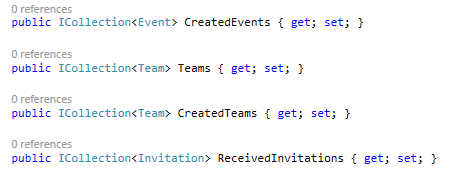 0 references
public ICollection<Event> CreatedEvents { get; set; }
0 references
public ICollection<Team> Teams { get; set; }
0 references
public ICollection<Team> CreatedTeams { get; set; }
0 references
public ICollection<Invitation> ReceivedInvitations { get; set; }